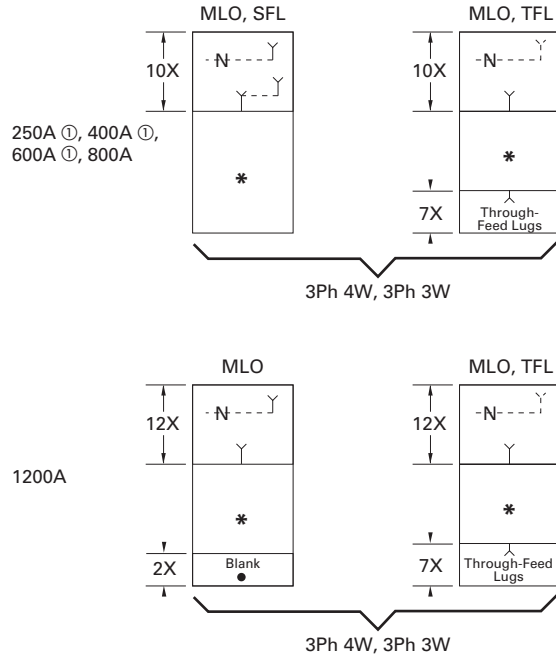 MLO, SFL
MLO, TFL
10X
N
10X
N
250A ①, 400A ①,
600A ①, 800A
*
*
7X
Through-
Feed Lugs
3Ph 4W, 3Ph 3W
MLO
MLO, TFL
12X
N
12X
N
1200A
*
*
2X
Blank
7X
Through-Feed
Lugs
3Ph 4W, 3Ph 3W